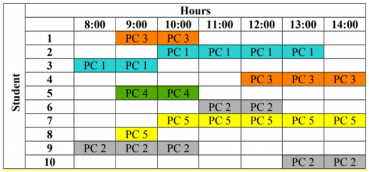 Hours
8:00 9:00 10:00 11:00 12:00 13:00 14:00
Student
1 PC 3 PC 3
2 PC 1 PC 1 PC 1 PC 1
3 PC 1 PC 1
4 PC 3 PC 3 PC 3
5 PC 4 PC 4
6 PC 2 PC 2
7 PC 5 PC 5 PC 5 PC 5 PC 5
8 PC 5
9 PC 2 PC 2 PC 2
10 PC 2 PC 2